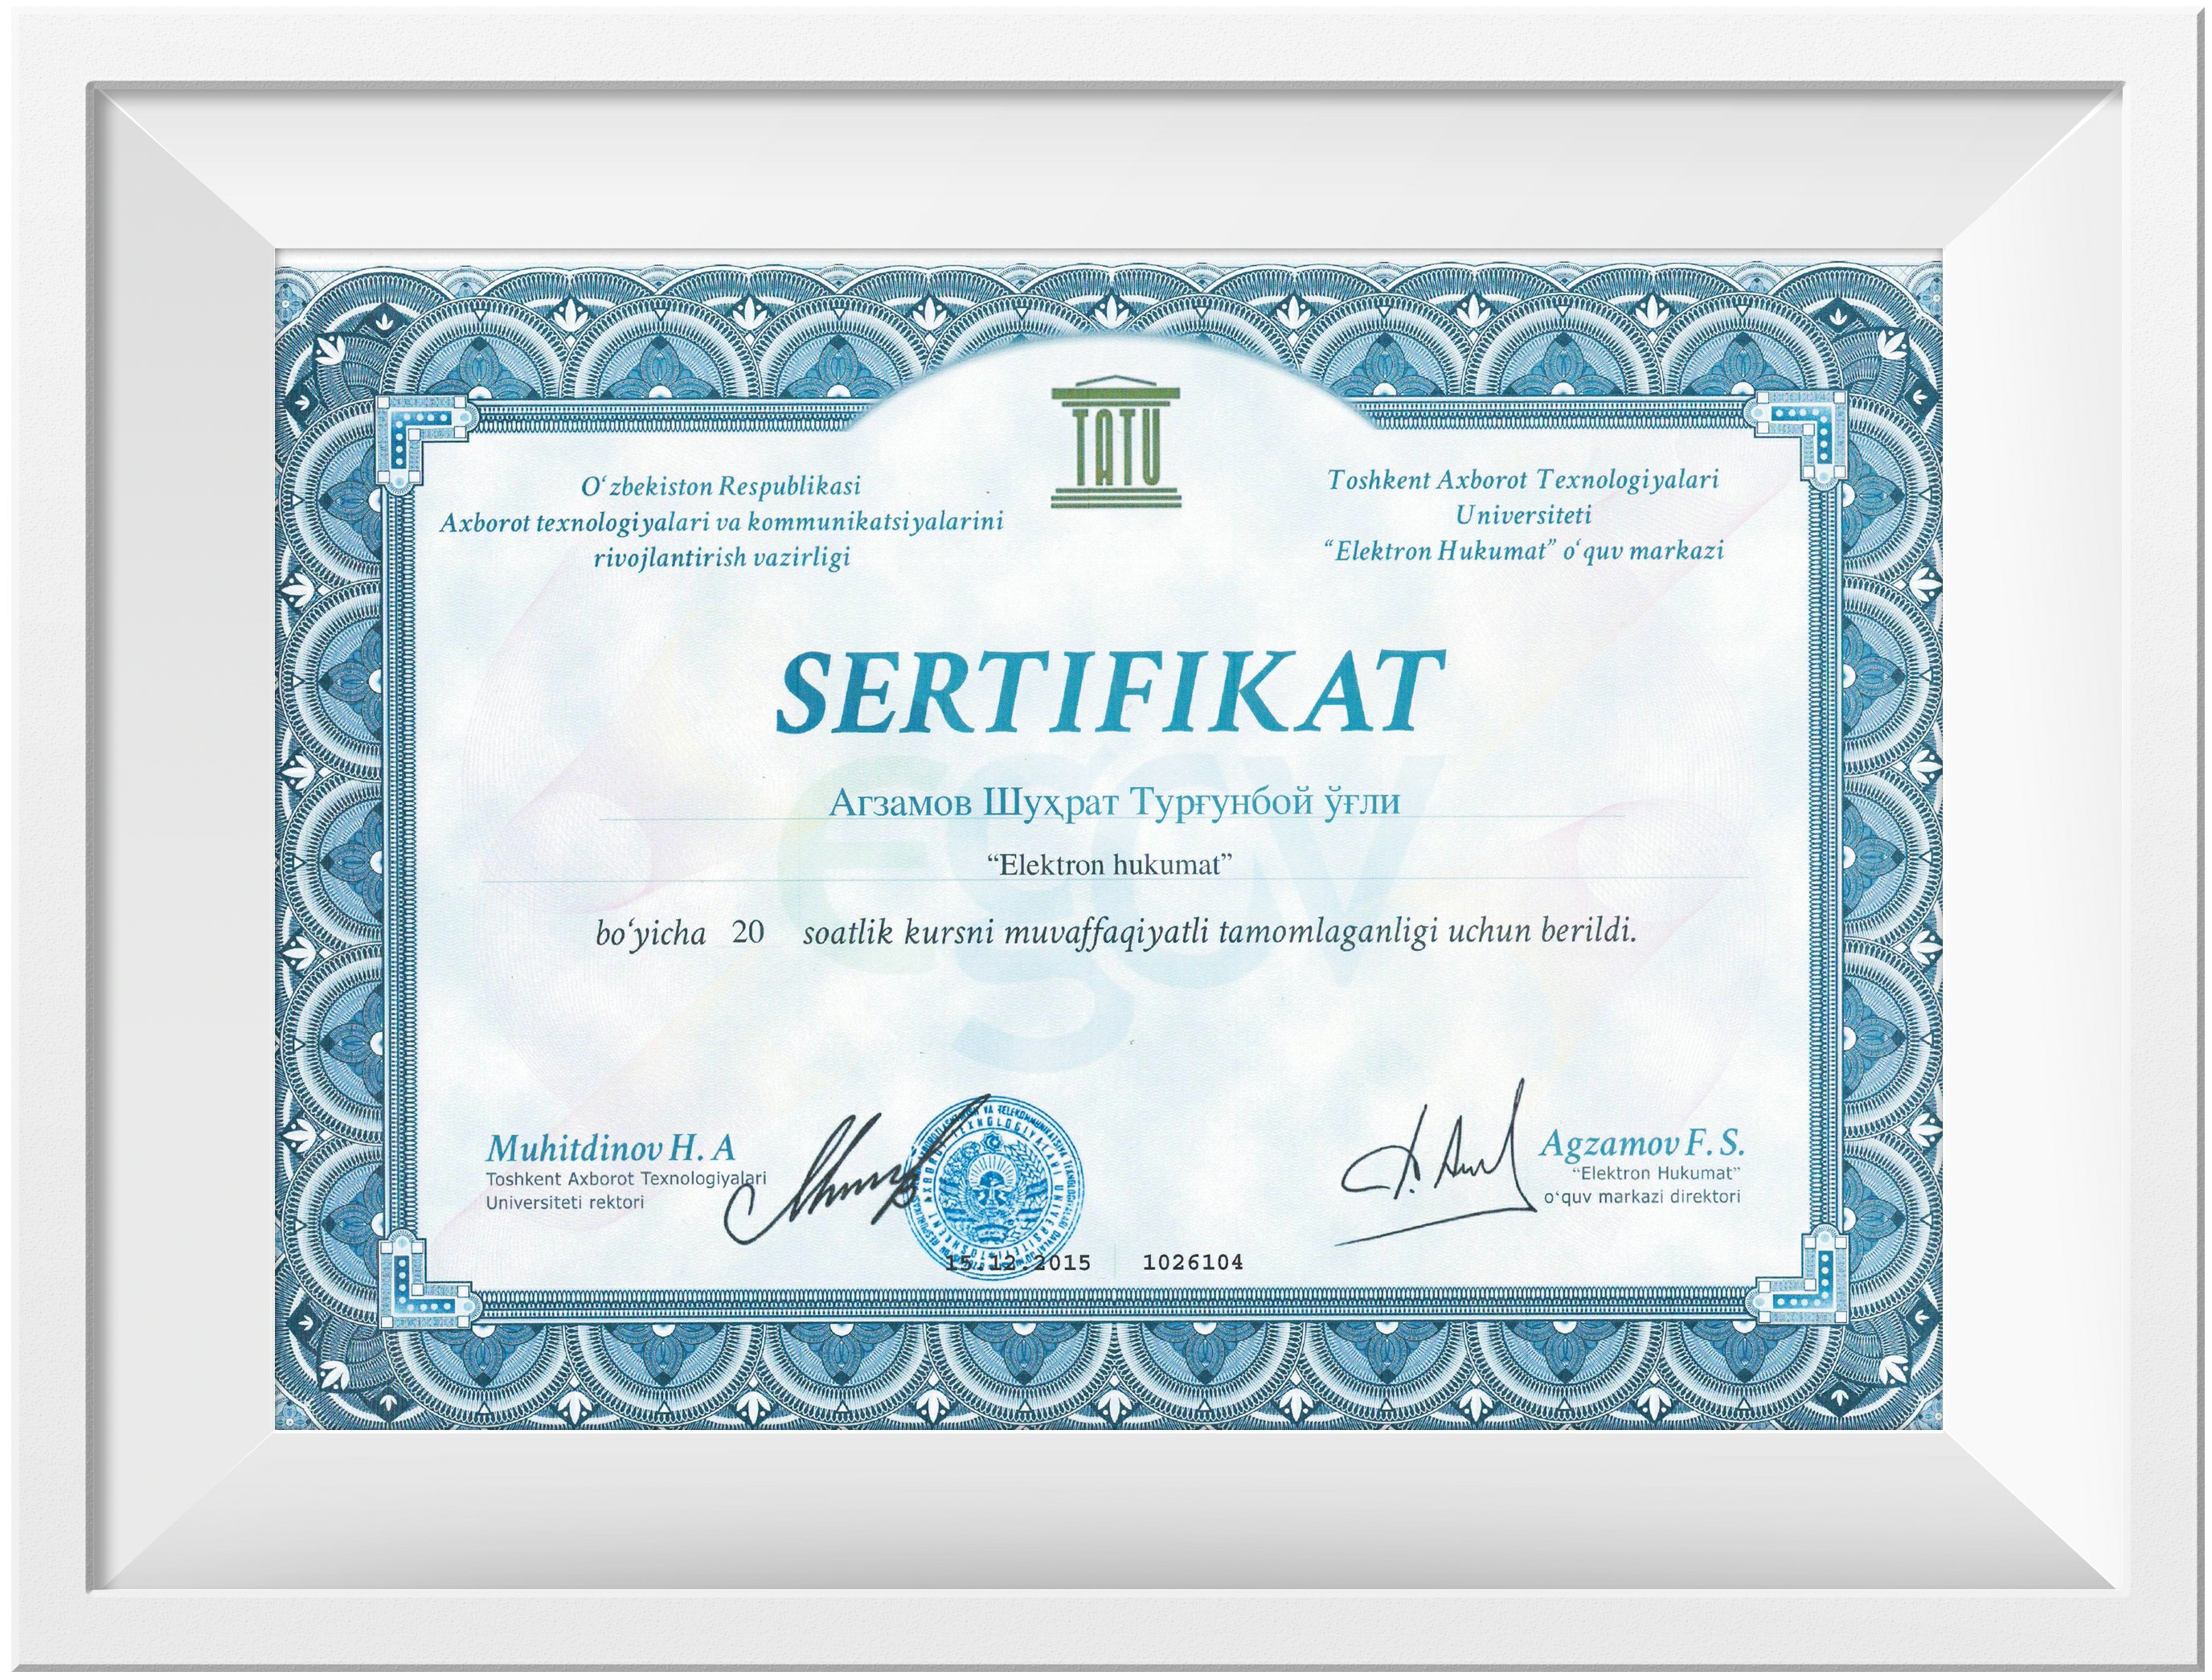 TATU
O‘zbekiston Respublikasi
Axborot texnologiyalari va kommunikatsiyalarini
rivojlantirish vazirligi
Toshkent Axborot Texnologiyalari
Universiteti
“Elektron Hukumat” o‘quv markazi
SERTIFIKAT
Агзамов Шуҳрат Турғунбой ўғли
“Elektron hukumat”
bo‘yicha 20 soatlik kursni muvaffaqiyatli tamomlaganligi uchun berildi.
egov
Muhitdinov H. A
Toshkent Axborot Texnologiyalari
Universiteti rektori
Agzamov F. S.
“Elektron Hukumat”
o‘quv markazi direktori
15.12.2015 1026104